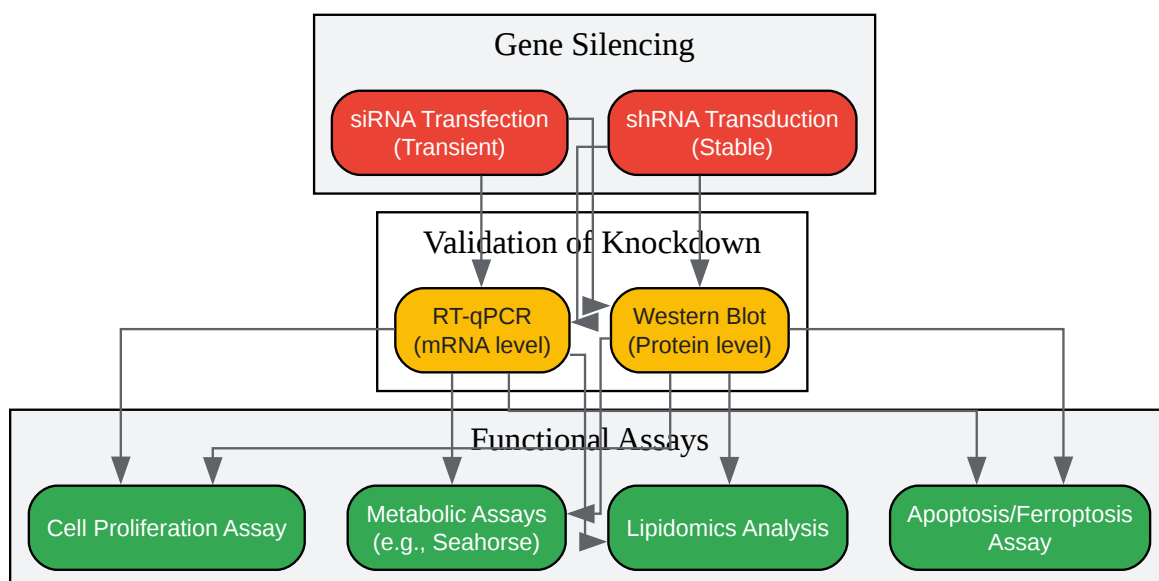 Gene Silencing
siRNA Transfection
(Transient)
shRNA Transduction
(Stable)
Validation of Knockdown
RT-qPCR
(mRNA level)
Western Blot
(Protein level)
Functional Assays
Cell Proliferation Assay
Metabolic Assays
(e.g., Seahorse)
Lipidomics Analysis
Apoptosis/Ferroptosis
Assay